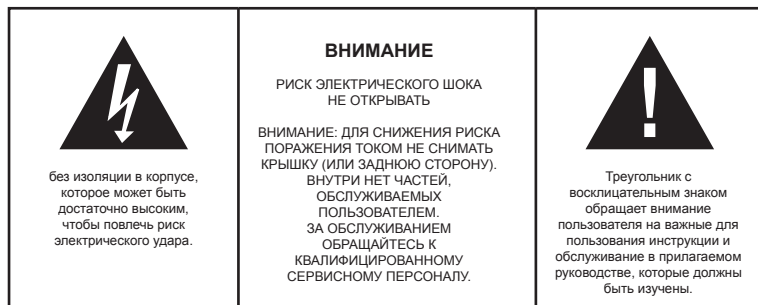 без изоляции в корпусе,
которое может быть
достаточно высоким,
чтобы повлечь риск
электрического удара.
ВНИМАНИЕ
РИСК ЭЛЕКТРИЧЕСКОГО ШОКА
НЕ ОТКРЫВАТЬ
ВНИМАНИЕ: ДЛЯ СНИЖЕНИЯ РИСКА
ПОРАЖЕНИЯ ТОКОМ НЕ СНИМАТЬ
КРЫШКУ (ИЛИ ЗАДНЮЮ СТОРОНУ).
ВНУТРИ НЕТ ЧАСТЕЙ,
ОБСЛУЖИВАЕМЫХ
ПОЛЬЗОВАТЕЛЕМ.
ЗА ОБСЛУЖИВАНИЕМ
ОБРАЩАЙТЕСЬ К
КВАЛИФИЦИРОВАННОМУ
СЕРВИСНОМУ ПЕРСОНАЛУ.
Треугольник с
восклицательным знаком
обращает внимание
пользователя на важные для
пользования инструкции и
обслуживание в прилагаемом
руководстве, которые должны
быть изучены.